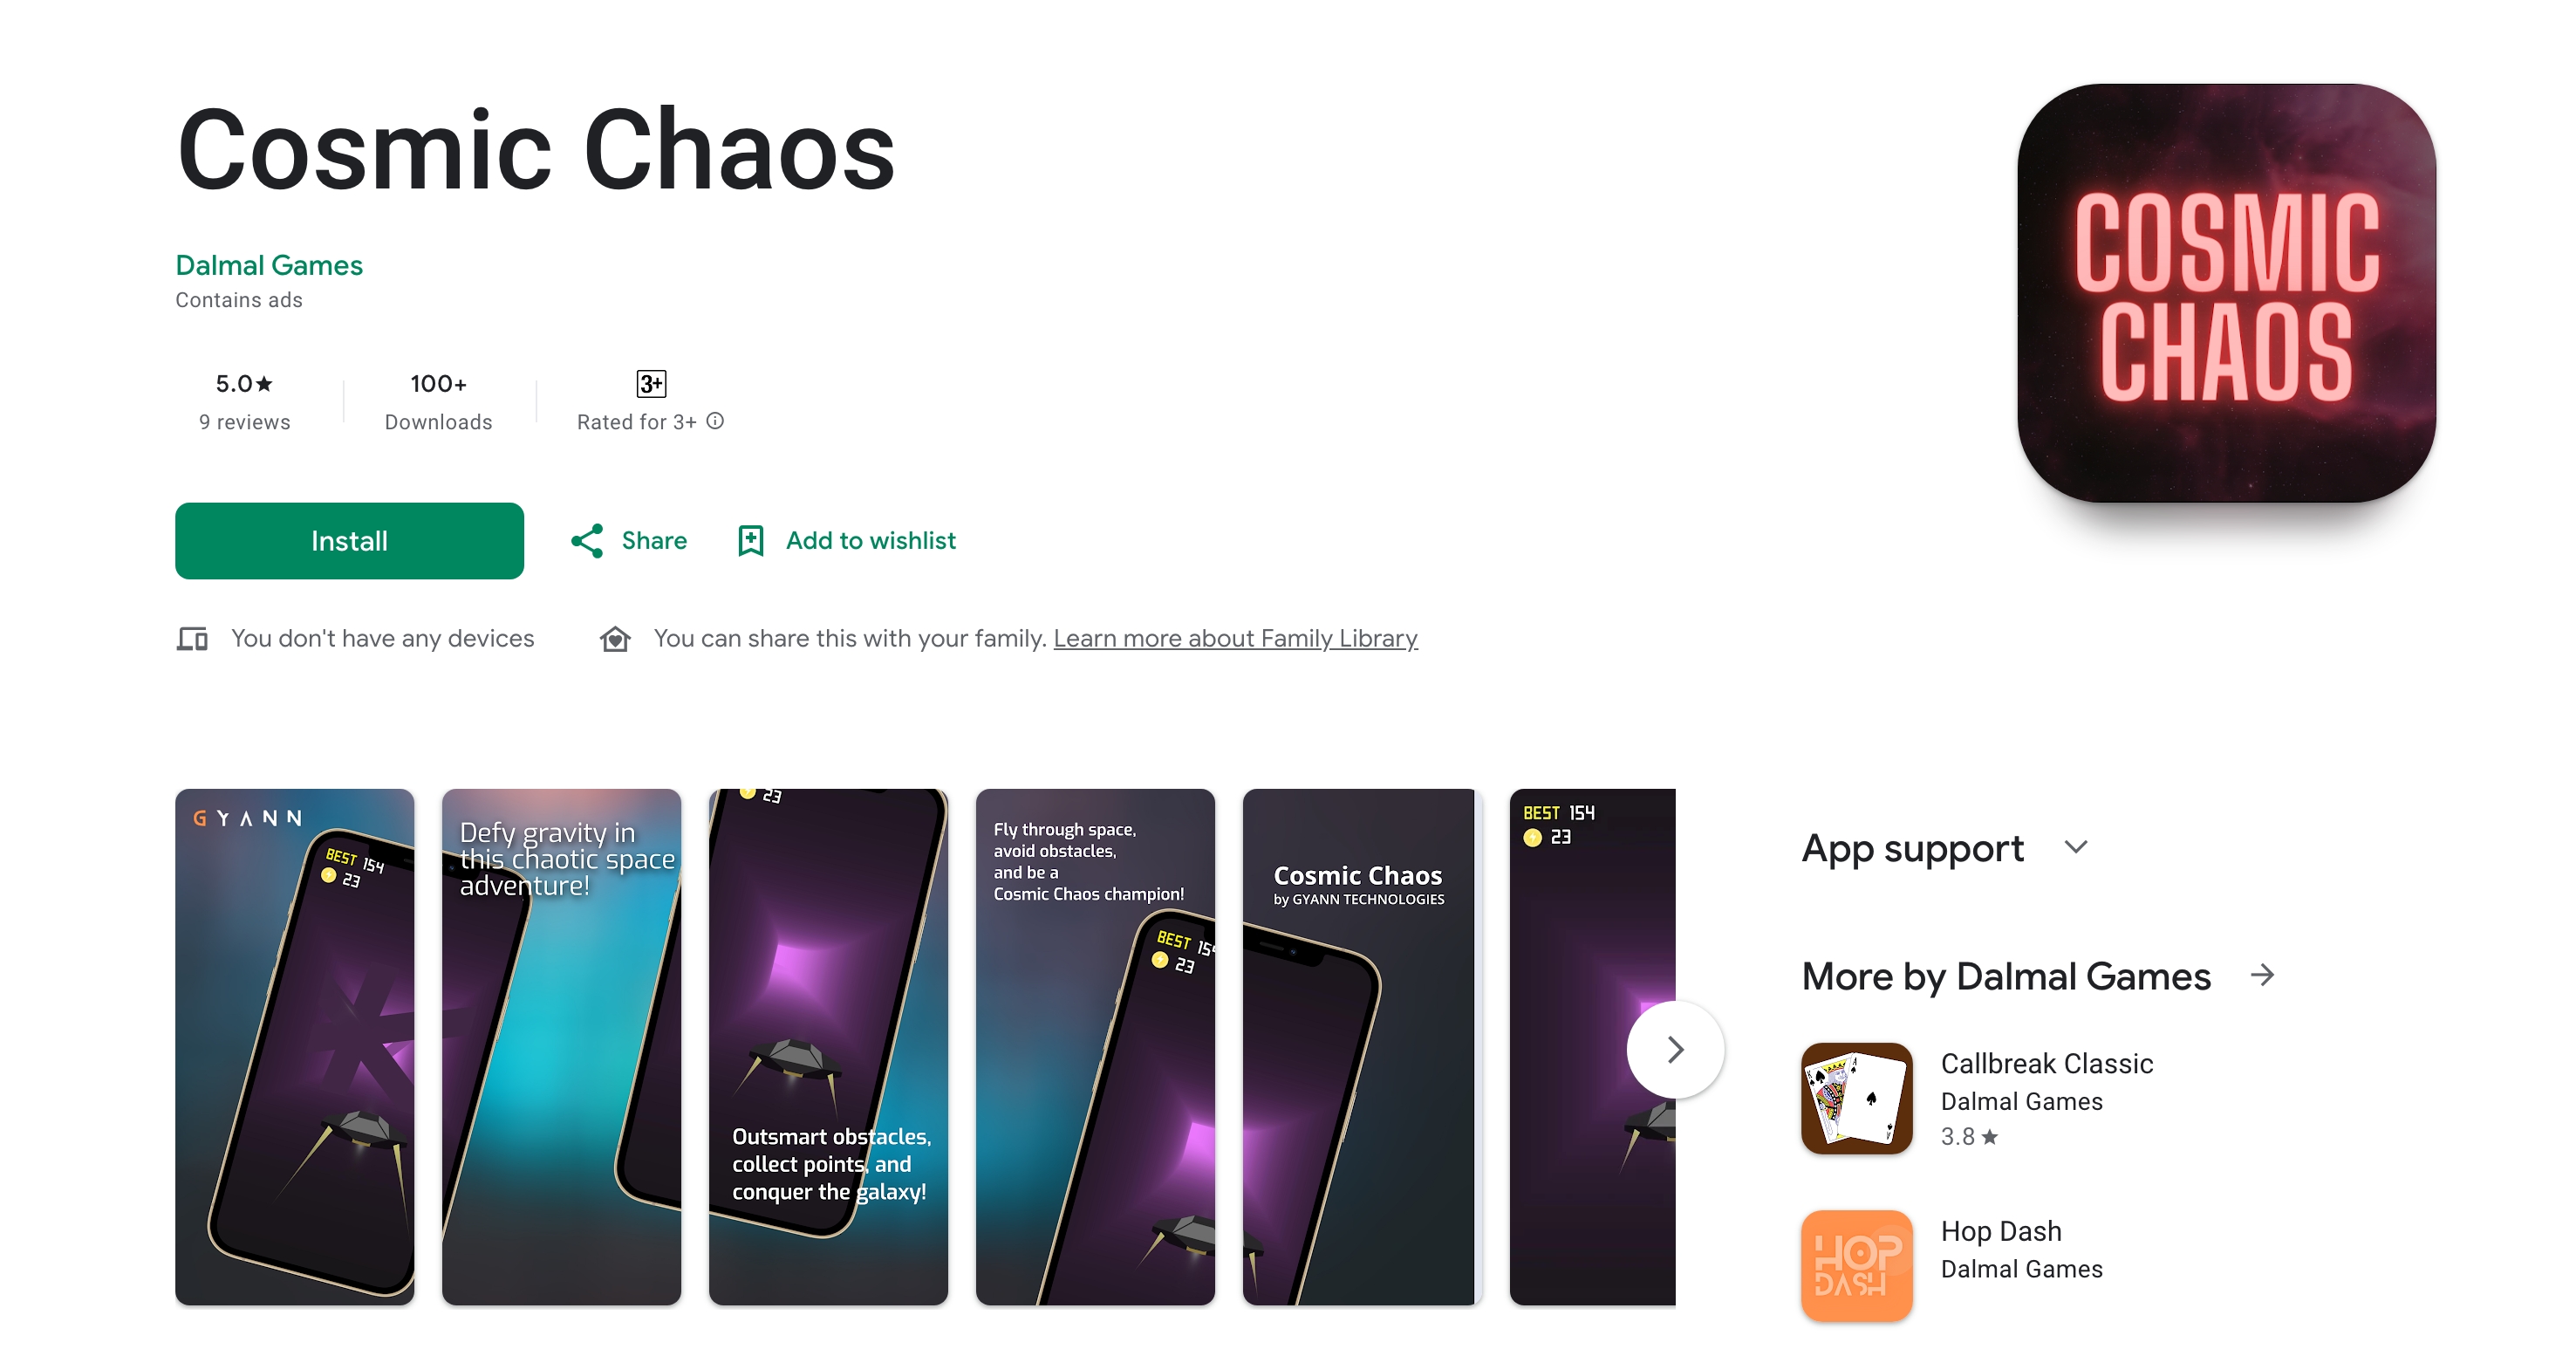 Cosmic Chaos
Dalmal Games
Contains ads
5.0★
9 reviews
100+
Downloads
3+
Rated for 3+
Install
Share
Add to wishlist
You don't have any devices
You can share this with your family. Learn more about Family Library
COSMIC
CHAOS
GYANN
BEST 154
23
Defy gravity in
this chaotic space
adventure!
23
Outsmart obstacles,
collect points, and
conquer the galaxy!
Fly through space,
avoid obstacles,
and be a
Cosmic Chaos champion!
BEST 154
23
Cosmic Chaos
by GYANN TECHNOLOGIES
BEST 154
23
App support
More by Dalmal Games
Callbreak Classic
Dalmal Games
3.8★
HOP
DASH
Hop Dash
Dalmal Games